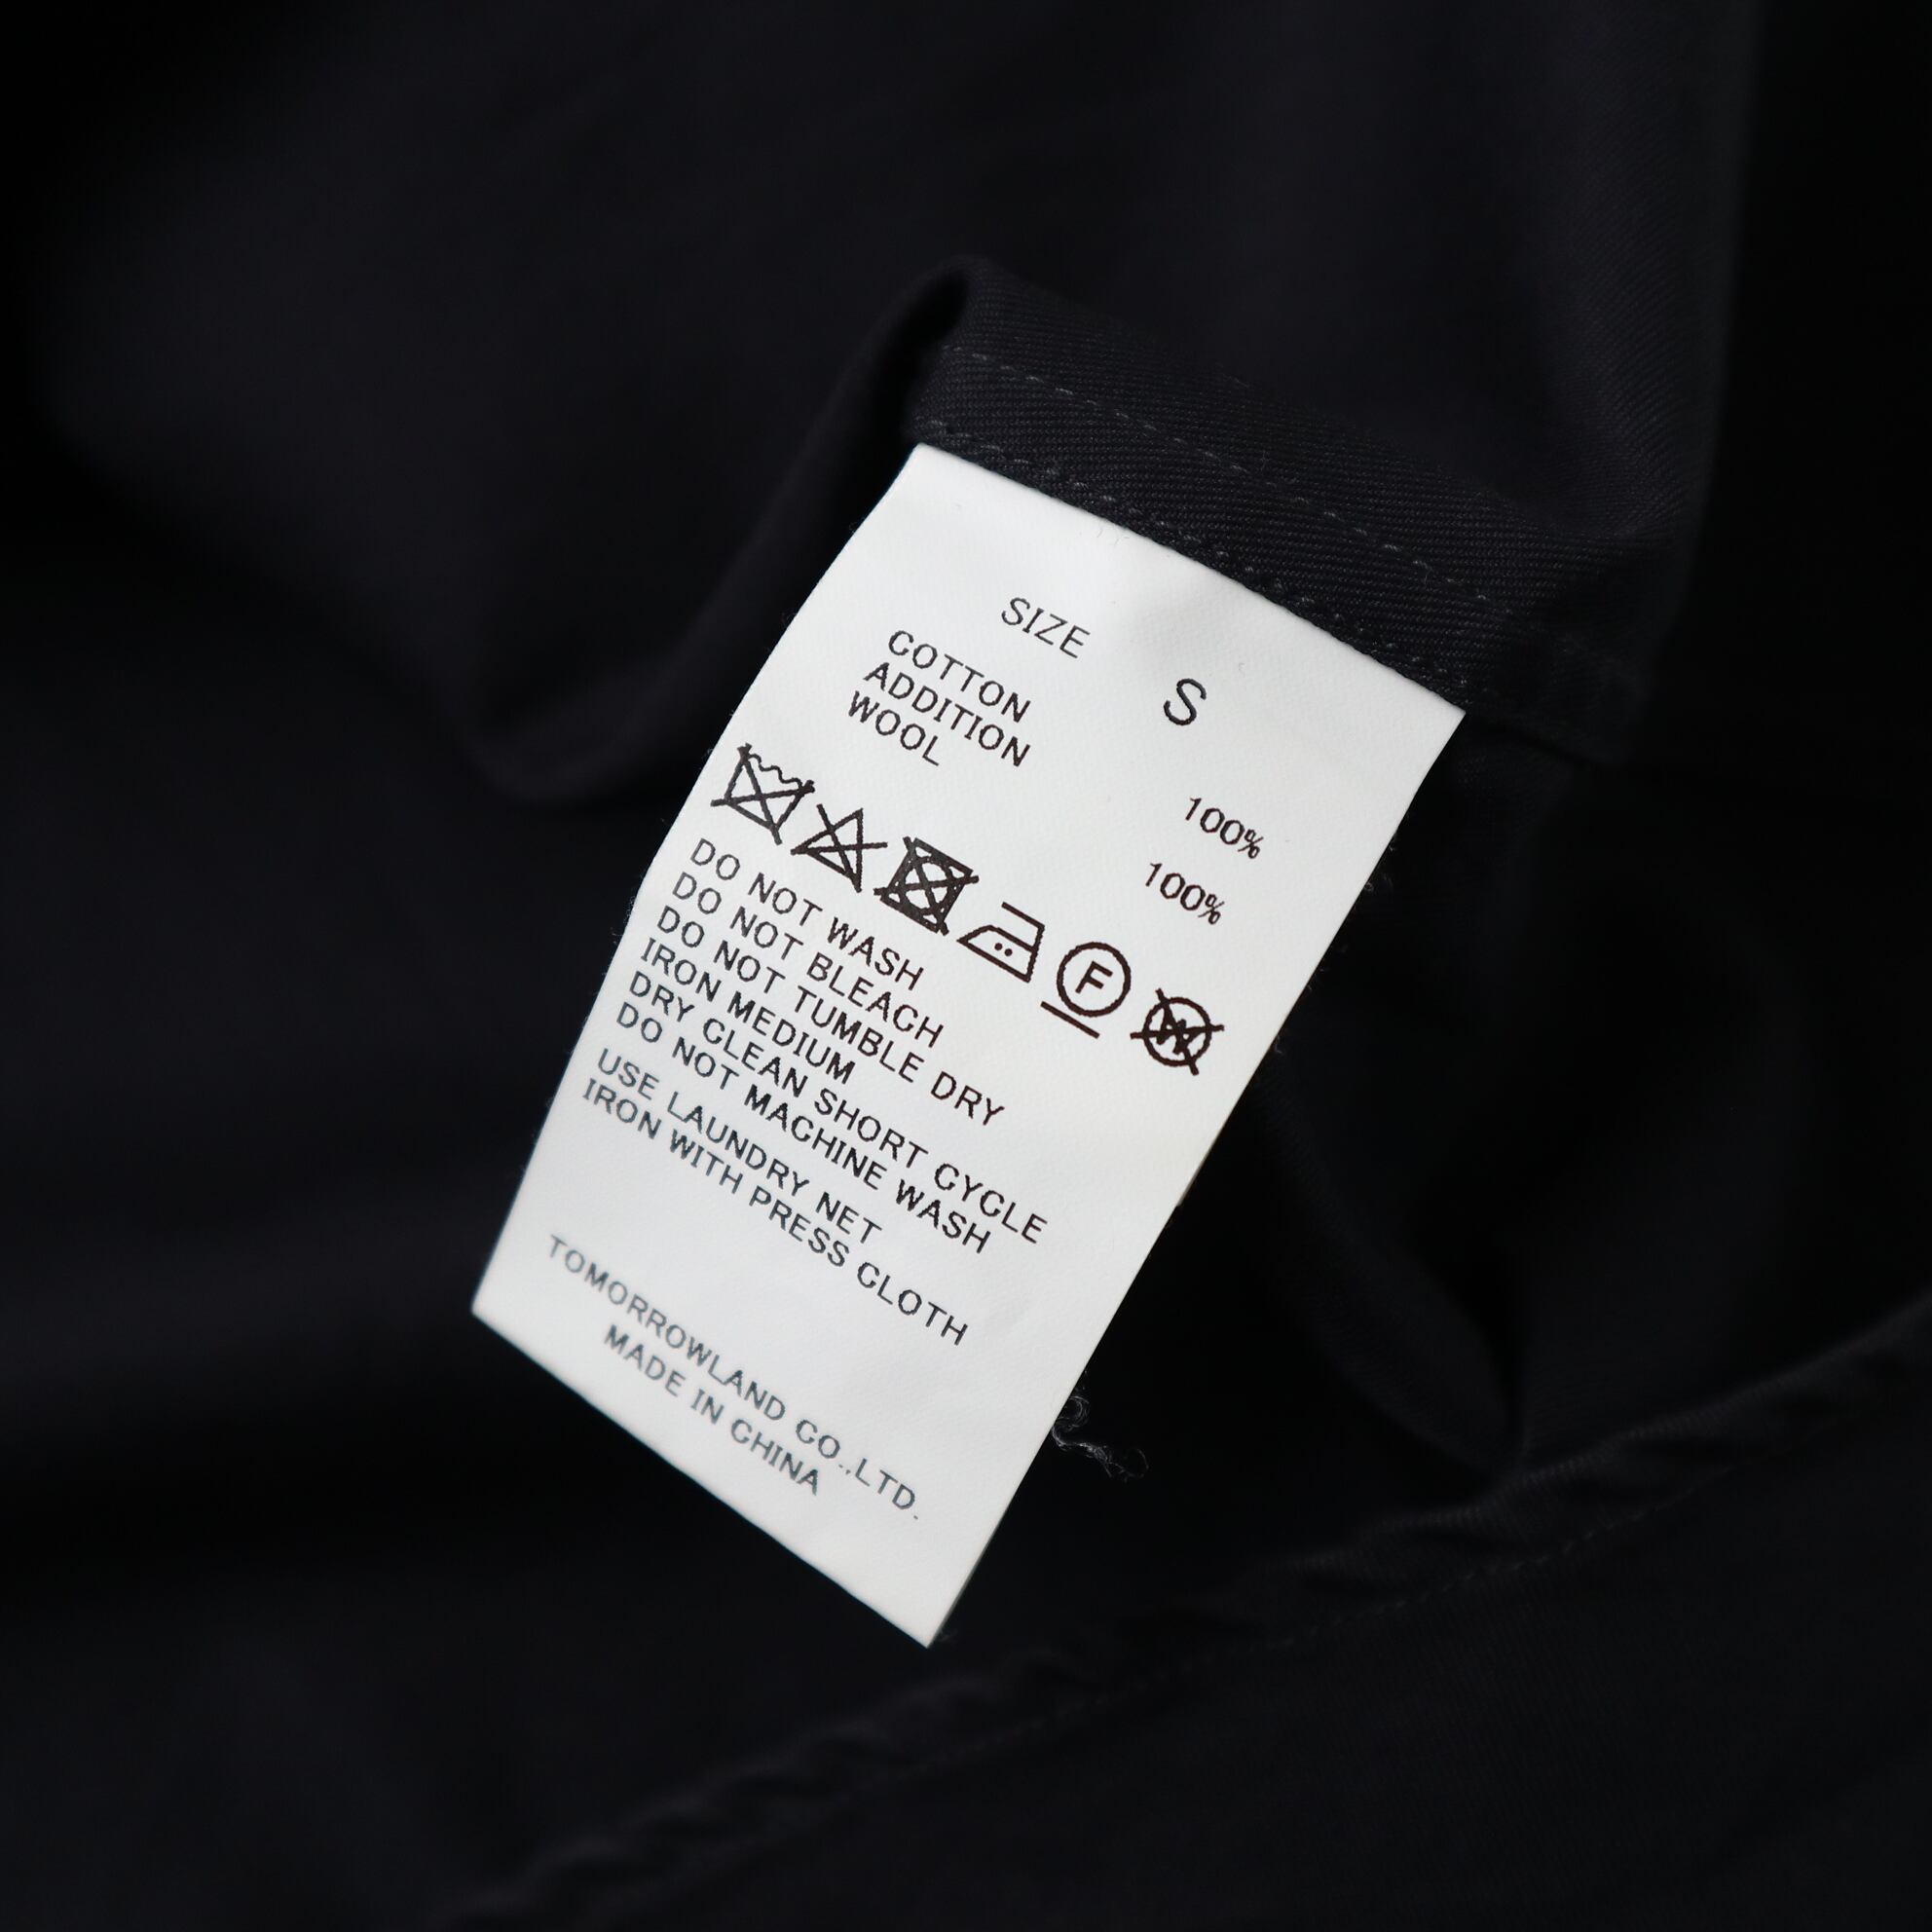 SIZE S
COTTON 100%
ADDITION
WOOL 100%
F W
DO NOT WASH
DO NOT BLEACH
DO NOT TUMBLE DRY
IRON MEDIUM
DRY CLEAN SHORT CYCLE
DO NOT MACHINE WASH
USE LAUNDRY NET
IRON WITH PRESS CLOTH
TOMORROWLAND CO.,LTD.
MADE IN CHINA